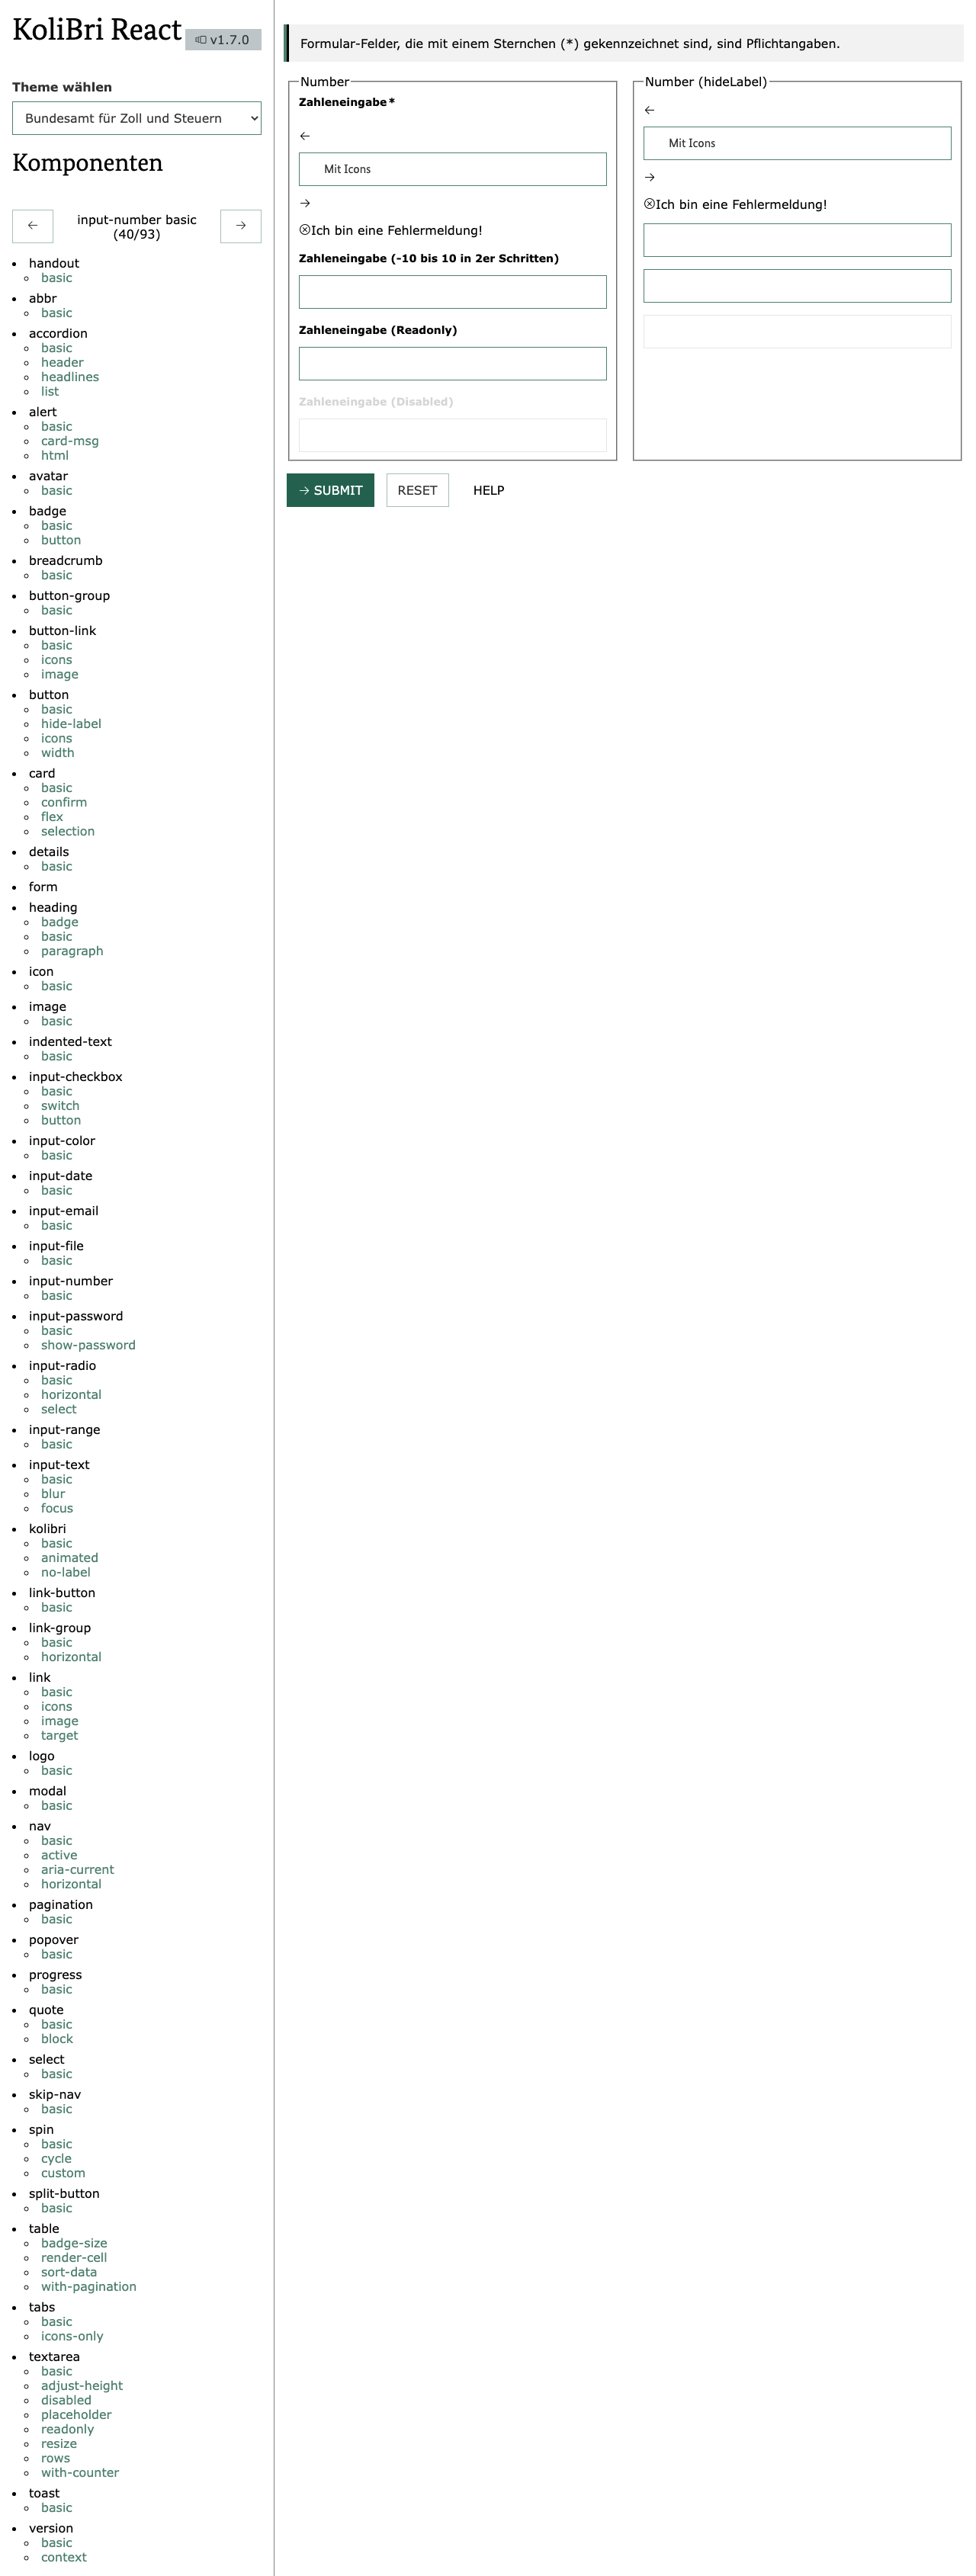 KoliBri React
v1.7.0
Theme wählen
Bundesamt für Zoll und Steuern
Komponenten
input-number basic
(40/93)
handout
basic
abbr
basic
accordion
basic
header
headlines
list
alert
basic
card-msg
html
avatar
basic
badge
basic
button
breadcrumb
basic
button-group
basic
button-link
basic
icons
image
button
basic
hide-label
icons
width
card
basic
confirm
flex
selection
details
basic
form
heading
badge
basic
paragraph
icon
basic
image
basic
indented-text
basic
input-checkbox
basic
switch
button
input-color
basic
input-date
basic
input-email
basic
input-file
basic
input-number
basic
input-password
basic
show-password
input-radio
basic
horizontal
select
input-range
basic
input-text
basic
blur
focus
kolibri
basic
animated
no-label
link-button
basic
link-group
basic
horizontal
link
basic
icons
image
target
logo
basic
modal
basic
nav
basic
active
aria-current
horizontal
pagination
basic
popover
basic
progress
basic
quote
basic
block
select
basic
skip-nav
basic
spin
basic
cycle
custom
split-button
basic
table
badge-size
render-cell
sort-data
with-pagination
tabs
basic
icons-only
textarea
basic
adjust-height
disabled
placeholder
readonly
resize
rows
with-counter
toast
basic
version
basic
context
Formular-Felder, die mit einem Sternchen (*) gekennzeichnet sind, sind Pflichtangaben.
Number
Zahleneingabe*
Mit Icons
Ich bin eine Fehlermeldung!
Zahleneingabe (-10 bis 10 in 2er Schritten)
Zahleneingabe (Readonly)
Zahleneingabe (Disabled)
Number (hideLabel)
Mit Icons
Ich bin eine Fehlermeldung!
SUBMIT
RESET
HELP